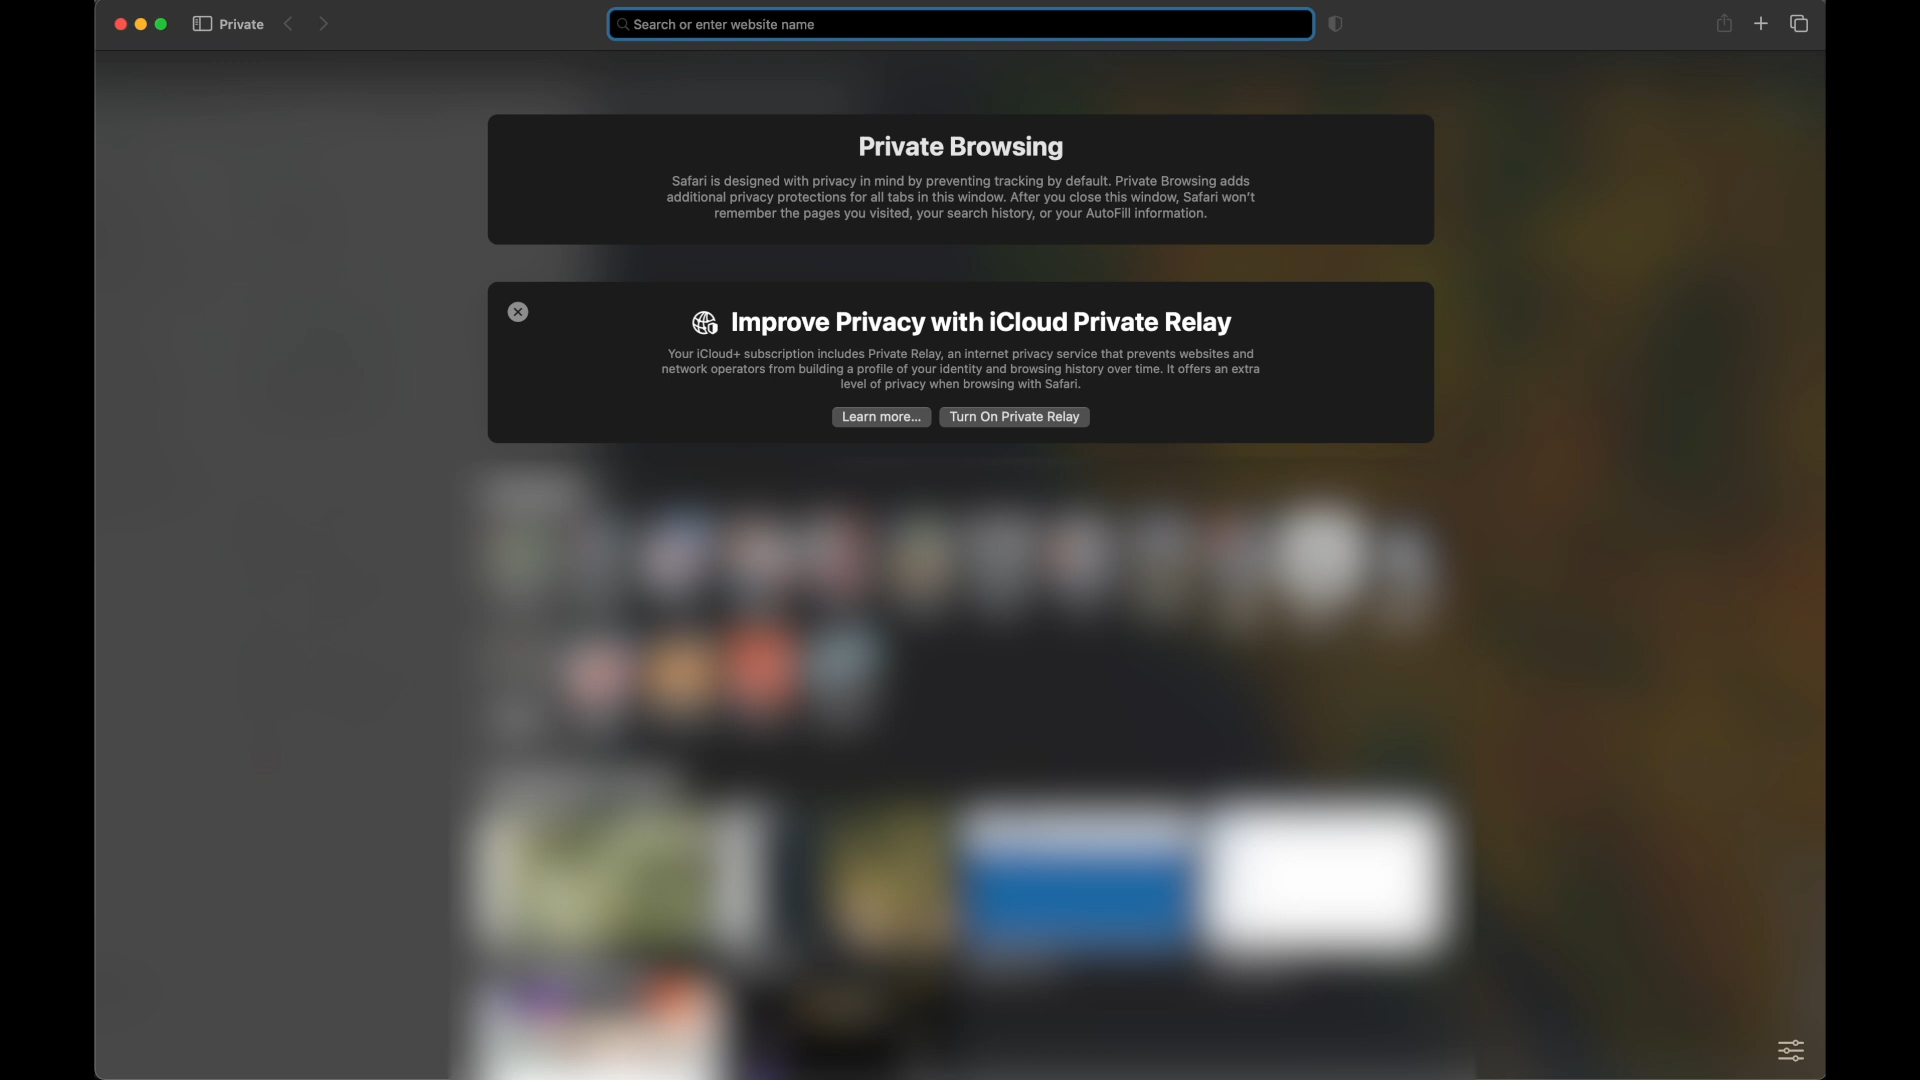 Private
Search or enter website name
Private Browsing
Safari is designed with privacy in mind by preventing tracking by default. Private Browsing adds
additional privacy protections for all tabs in this window. After you close this window, Safari won't
remember the pages you visited, your search history, or your AutoFill information.
Improve Privacy with iCloud Private Relay
Your iCloud+ subscription includes Private Relay, an internet privacy service that prevents websites and
network operators from building a profile of your identity and browsing history over time. It offers an extra
level of privacy when browsing with Safari.
Learn more...
Turn On Private Relay